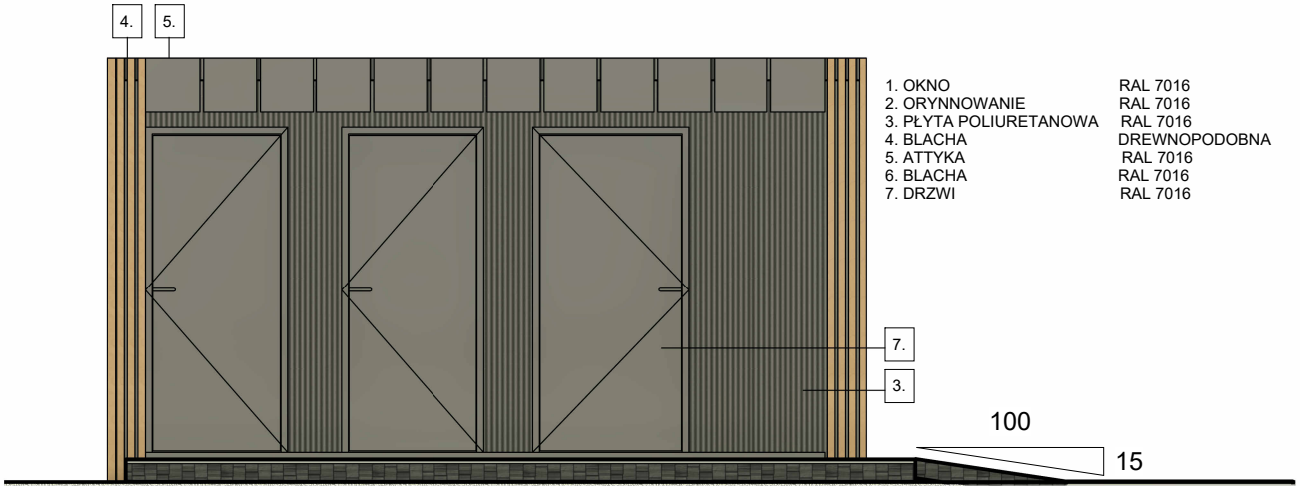 4. 5.
1. OKNO RAL 7016
2. ORYNNOWANIE RAL 7016
3. PŁYTA POLIURETANOWA RAL 7016
4. BLACHA DREWNOPODOBNA
5. ATTYKA RAL 7016
6. BLACHA RAL 7016
7. DRZWI RAL 7016
7.
3.
100
15